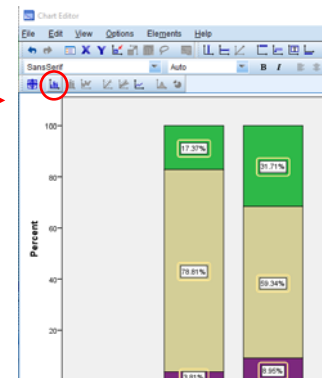 Chart Editor
File Edit View Options Elements Help
X Y
SansSerif Auto B I
100
17.37%
31.71%
80
60
Percent
78.81%
59.34%
40
20
3.81%
8.95%